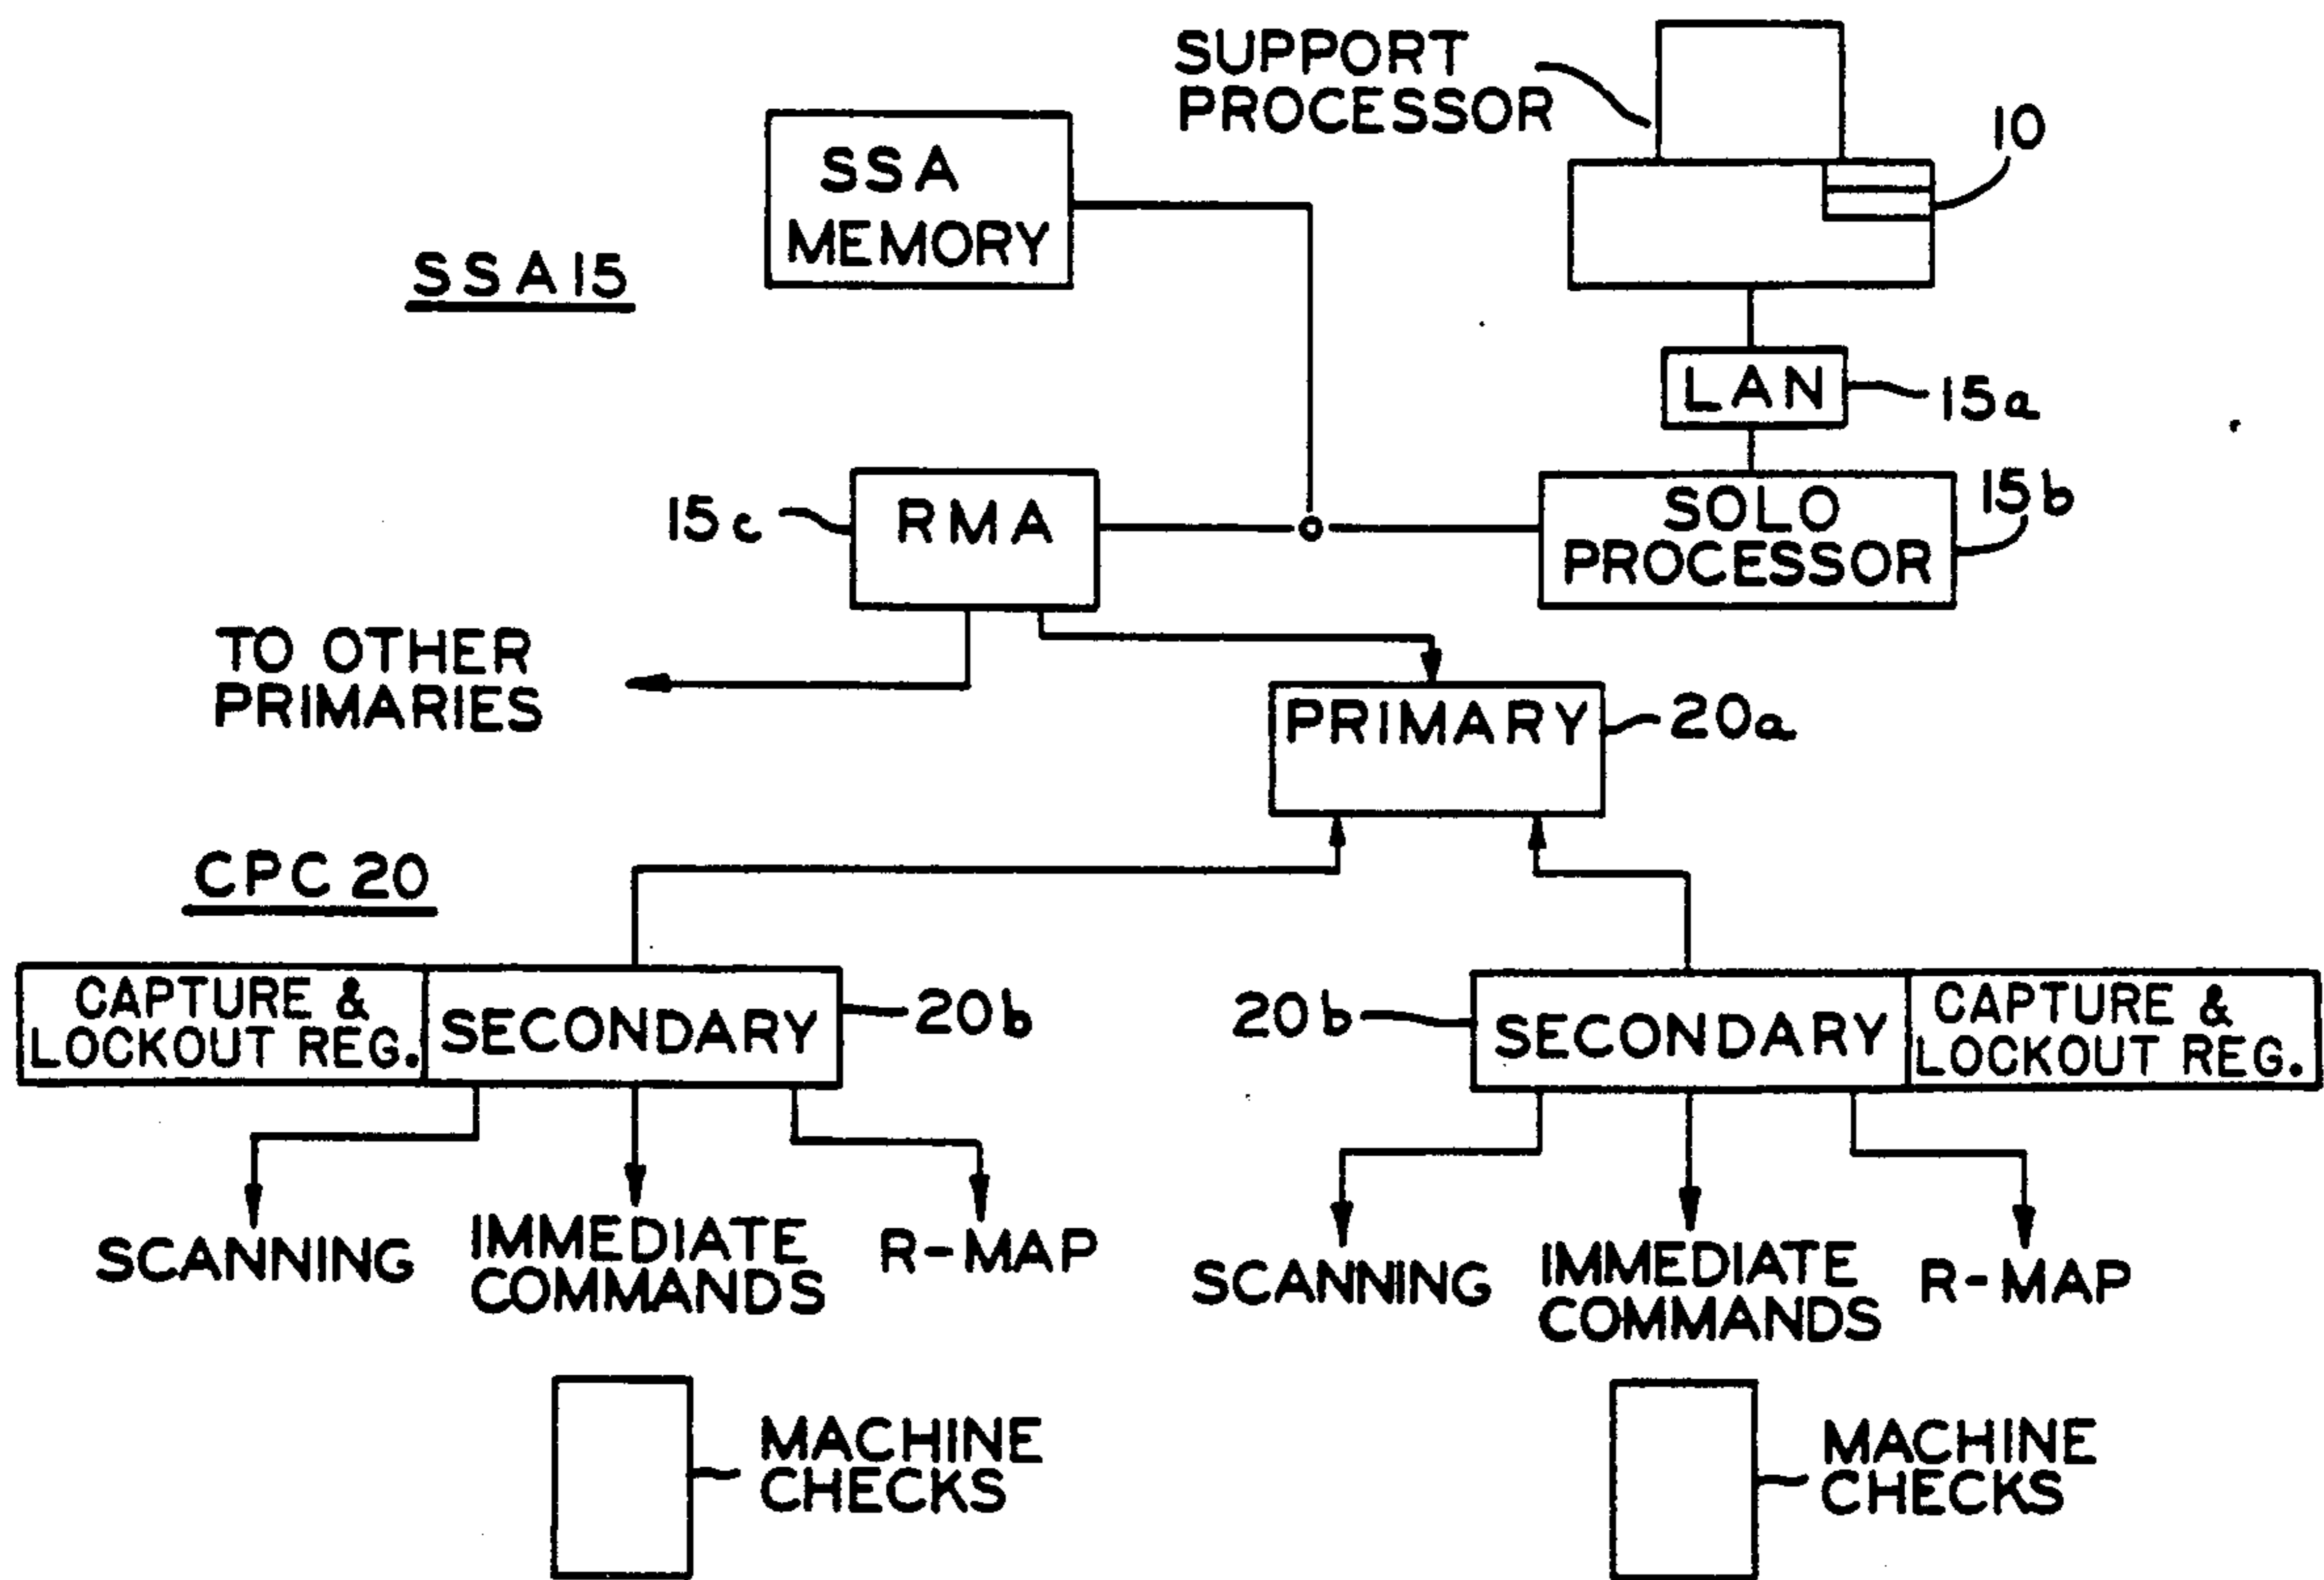 SUPPORT
PROCESSOR
10
SSA
MEMORY
SSA15
LAN
15a
15c
RMA
SOLO
PROCESSOR
15b
TO OTHER
PRIMARIES
PRIMARY
20a
CPC 20
CAPTURE &
LOCKOUT REG.
SECONDARY
20b
20b
SECONDARY
CAPTURE &
LOCKOUT REG.
SCANNING
IMMEDIATE
COMMANDS
R-MAP
SCANNING
IMMEDIATE
COMMANDS
R-MAP
MACHINE
CHECKS
MACHINE
CHECKS